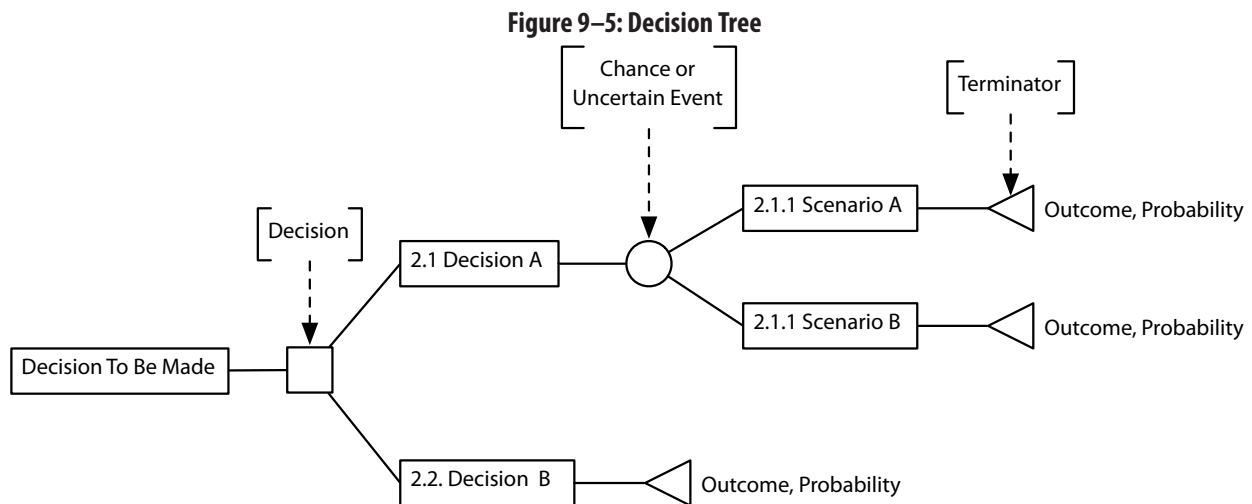 Figure 9–5: Decision Tree
Chance or
Uncertain Event
Terminator
2.1.1 Scenario A
Outcome, Probability
Decision
2.1 Decision A
2.1.1 Scenario B
Outcome, Probability
Decision To Be Made
2.2. Decision B
Outcome, Probability